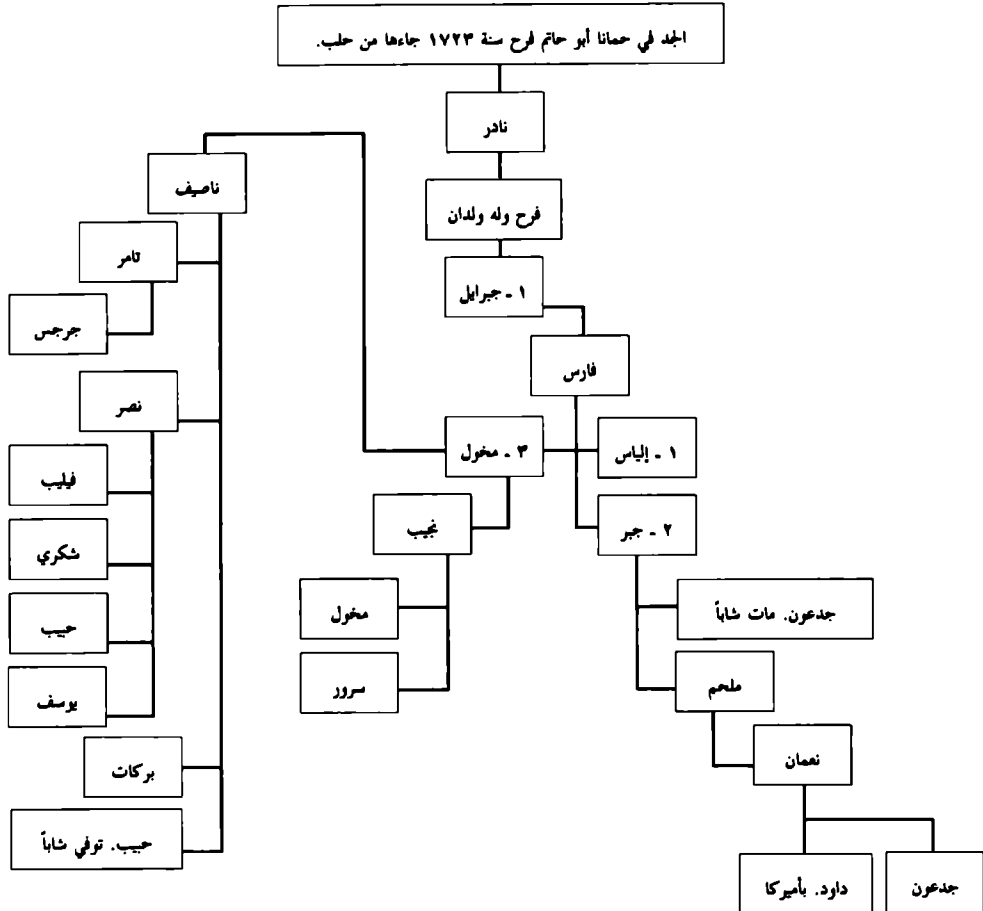 الجد في حمانا أبو حاتم فرح سنة ١٧٢٣ جاءها من حلب.
نادر
فرح وله ولدان
١ ـ جبرايل
فارس
١ ـ إلياس
٢ ـ جبر
جدعون. مات شاباً
ملحم
نعمان
جدعون
داود. بأميركا
٣ ـ مخول
نجيب
مخول
سرور
ناصيف
تامر
جرجس
نصر
فيليب
شكري
حبيب
يوسف
بركات
حبيب. توفي شاباً